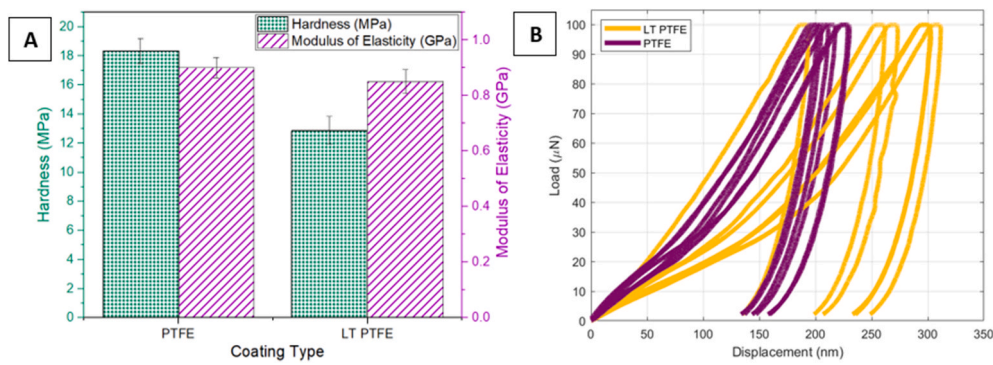 A
20
18
16
14
12
10
8
6
4
2
0
Hardness (MPa)
Hardness (MPa)
Modulus of Elasticity (GPa)
1.0
0.8
0.6
0.4
0.2
0.0
Modulus of Elasticity (GPa)
PTFE
LT PTFE
Coating Type
B
LT PTFE
PTFE
100
90
80
70
60
50
40
30
20
10
0
Load (μN)
0
50
100
150
200
250
300
350
Displacement (nm)